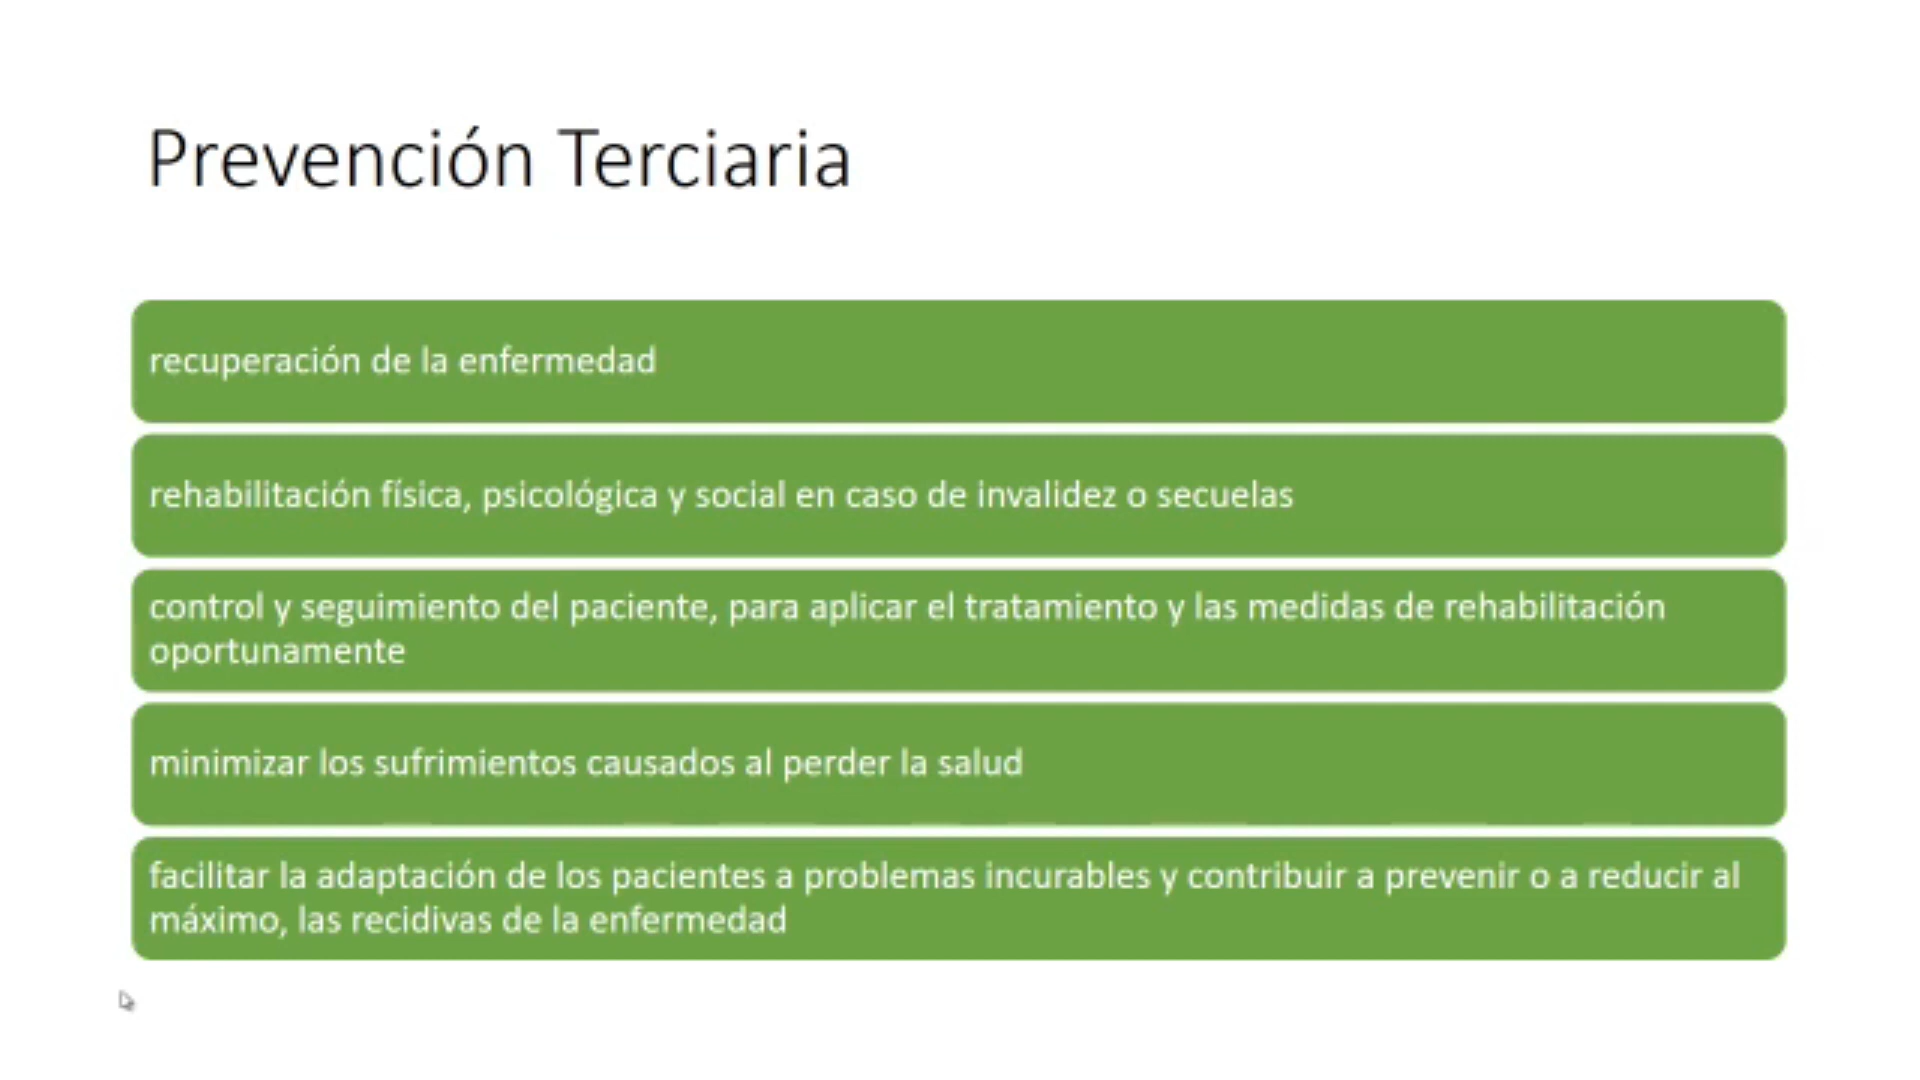 Prevención Terciaria
recuperación de la enfermedad
rehabilitación física, psicológica y social en caso de invalidez o secuelas
control y seguimiento del paciente, para aplicar el tratamiento y las medidas de rehabilitación
oportunamente
minimizar los sufrimientos causados al perder la salud
facilitar la adaptación de los pacientes a problemas incurables y contribuir a prevenir o a reducir al
máximo, las recidivas de la enfermedad